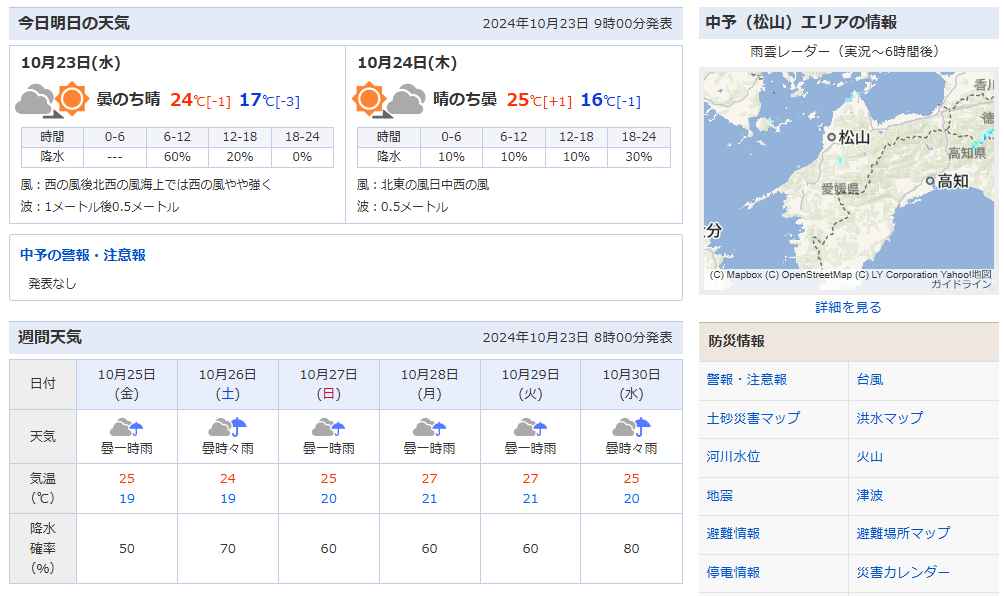 今日明日の天気
2024年10月23日 9時00分発表
10月23日(水)
曇のち晴 24℃[-1] 17℃[-3]
時間 0-6 6-12 12-18 18-24
降水 --- 60% 20% 0%
風：西の風後北西の風海上では西の風やや強く
波：1メートル後0.5メートル
10月24日(木)
晴のち曇 25℃[+1] 16℃[-1]
時間 0-6 6-12 12-18 18-24
降水 10% 10% 10% 30%
風：北東の風日中西の風
波：0.5メートル
中予の警報・注意報
発表なし
週間天気
2024年10月23日 8時00分発表
日付 10月25日 10月26日 10月27日 10月28日 10月29日 10月30日
(金) (土) (日) (月) (火) (水)
天気 曇一時雨 曇時々雨 曇一時雨 曇一時雨 曇一時雨 曇時々雨
気温 25 24 25 27 27 25
（℃） 19 19 20 21 21 20
降水
確率 50 70 60 60 60 80
（%）
中予（松山）エリアの情報
雨雲レーダー（実況～6時間後）
香川
松山
徳
高知県
愛媛県
高知
分
(C) Mapbox (C) OpenStreetMap (C) LY Corporation Yahoo!地図
ガイドライン
詳細を見る
防災情報
警報・注意報 台風
土砂災害マップ 洪水マップ
河川水位 火山
地震 津波
避難情報 避難場所マップ
停電情報 災害カレンダー